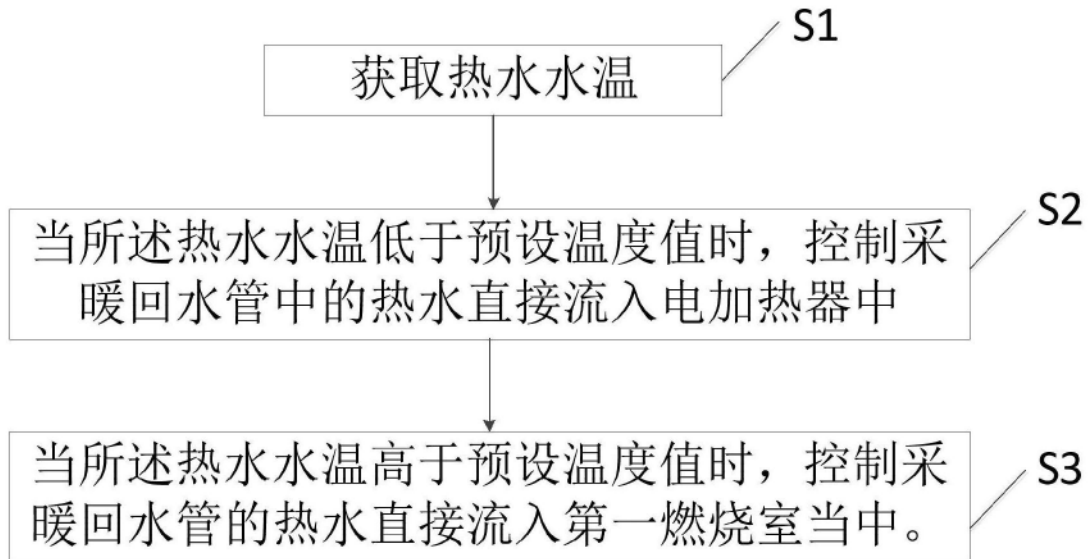 S1
获取热水水温
S2
当所述热水水温低于预设温度值时，控制采
暖回水管中的热水直接流入电加热器中
S3
当所述热水水温高于预设温度值时，控制采
暖回水管的热水直接流入第一燃烧室当中。